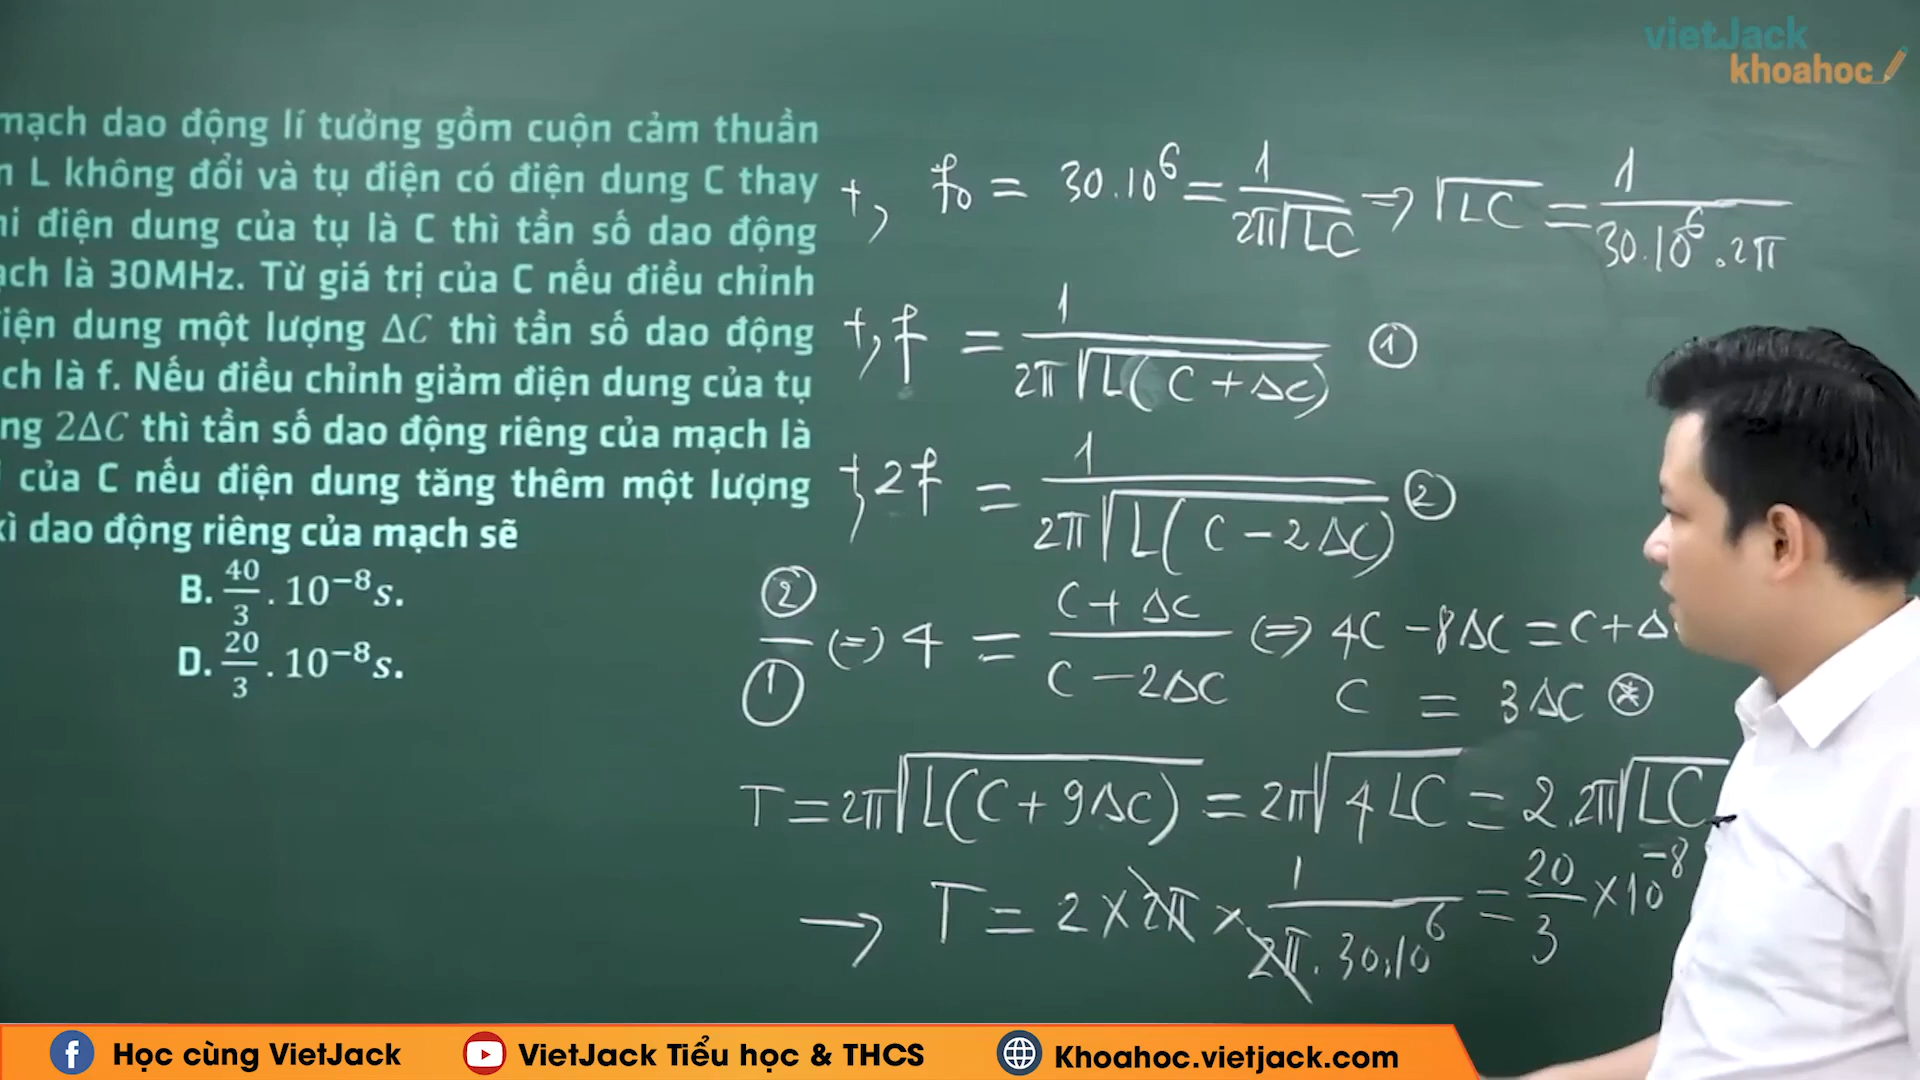 vietJack
khoahoc
mạch dao động lí tưởng gồm cuộn cảm thuần
L không đổi và tụ điện có điện dung C thay
điện dung của tụ là C thì tần số dao động
là 30MHz. Từ giá trị của C nếu điều chỉnh
dung một lượng ΔC thì tần số dao động
là f. Nếu điều chỉnh giảm điện dung của tụ
2ΔC thì tần số dao động riêng của mạch là
của C nếu điện dung tăng thêm một lượng
dao động riêng của mạch sẽ
B. 40/3 . 10⁻⁸s.
D. 20/3 . 10⁻⁸s.
+, f₀ = 30.10⁶ = 1/(2π√LC) => √LC = 1/(30.10⁶.2π)
+, f = 1/(2π√(L(C+ΔC))) ①
+, 2f = 1/(2π√(L(C-2ΔC))) ②
②/① (=) 4 = (C+ΔC)/(C-2ΔC) (=) 4C -8ΔC = C+Δ
C = 3ΔC ⊛
T = 2π√(L(C+9ΔC)) = 2π√(4LC) = 2.2π√LC
→ T = 2 × 2π × 1/(2π.30.10⁶) = 20/3 × 10⁻⁸
Học cùng VietJack
VietJack Tiểu học & THCS
Khoahoc.vietjack.com